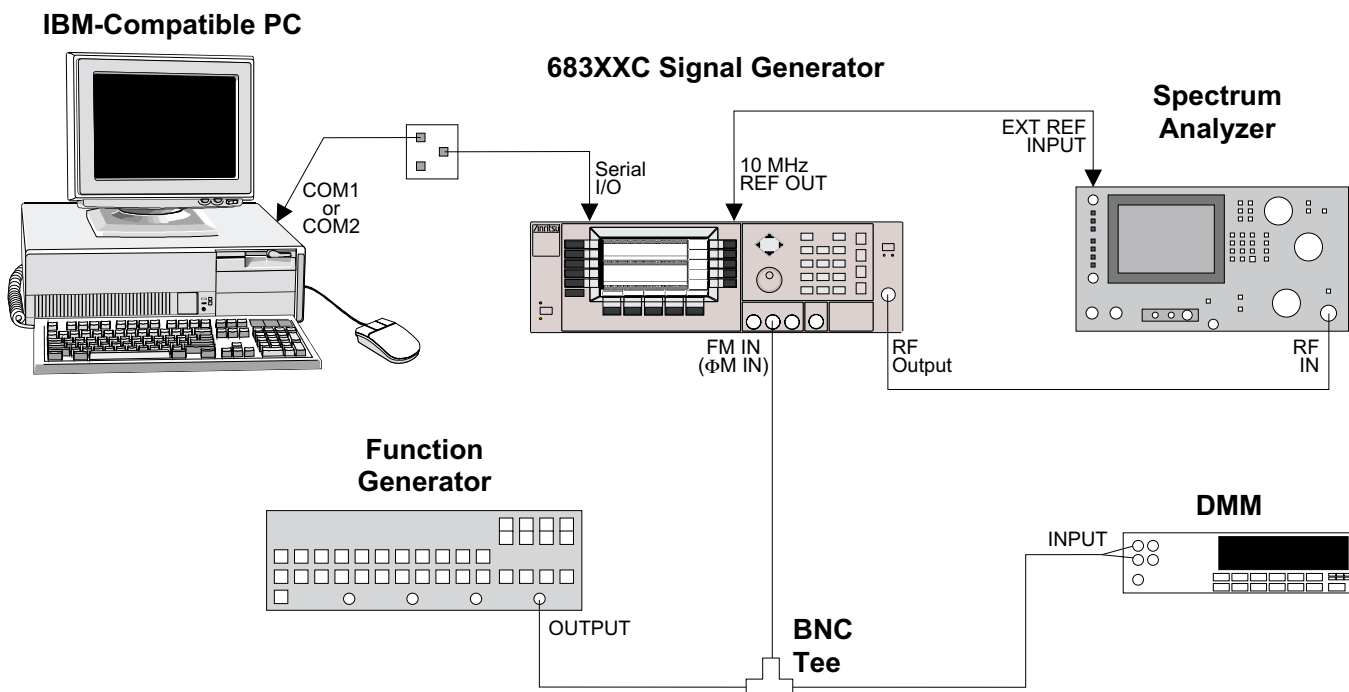 IBM-Compatible PC
683XXC Signal Generator
Spectrum
Analyzer
EXT REF
INPUT
COM1
or
COM2
Serial
I/O
10 MHz
REF OUT
Anritsu
FM IN
(ΦM IN)
RF
Output
RF
IN
Function
Generator
OUTPUT
BNC
Tee
INPUT
DMM